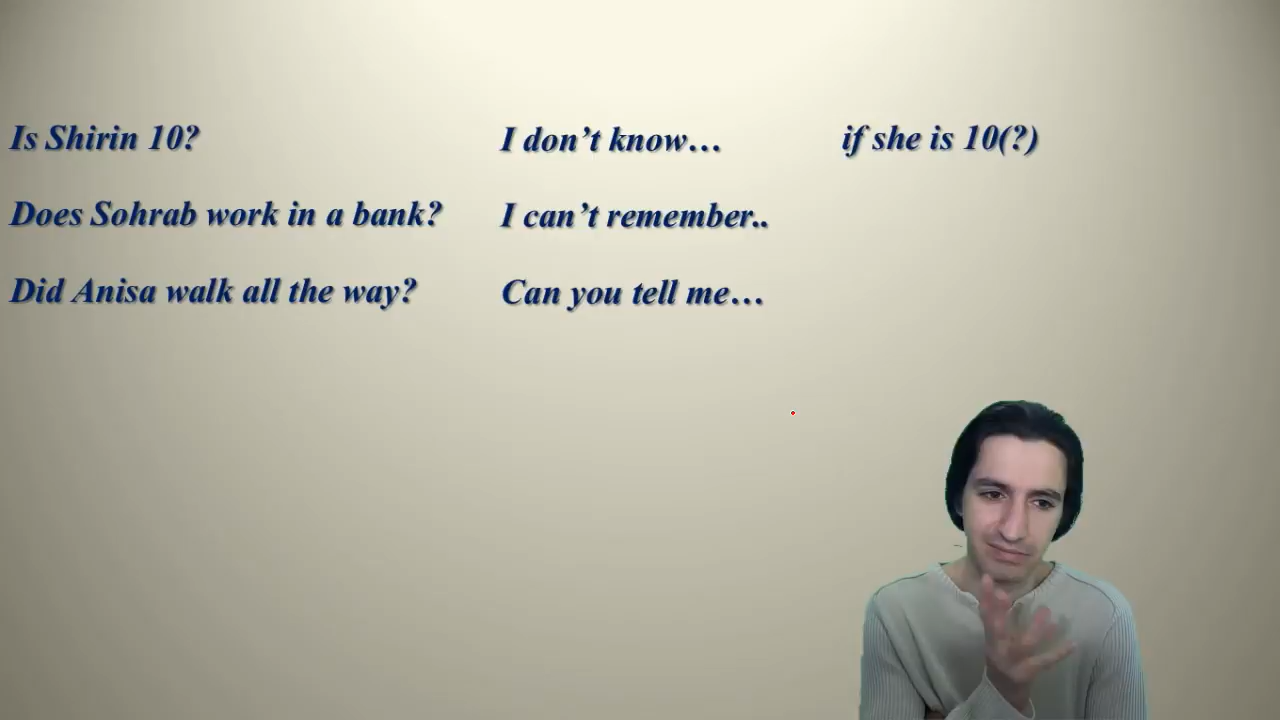 Is Shirin 10? I don’t know… if she is 10(?)
Does Sohrab work in a bank? I can’t remember..
Did Anisa walk all the way? Can you tell me…